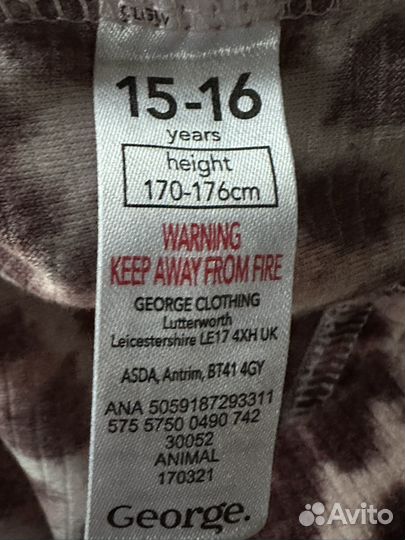 15-16
years
height
170-176cm
WARNING
KEEP AWAY FROM FIRE
GEORGE CLOTHING
Lutterworth
Leicestershire LE17 4XH UK
ASDA, Antrim, BT41 4GY
ANA 5059187293311
575 5750 0490 742
30052
ANIMAL
170321
George.
Avito